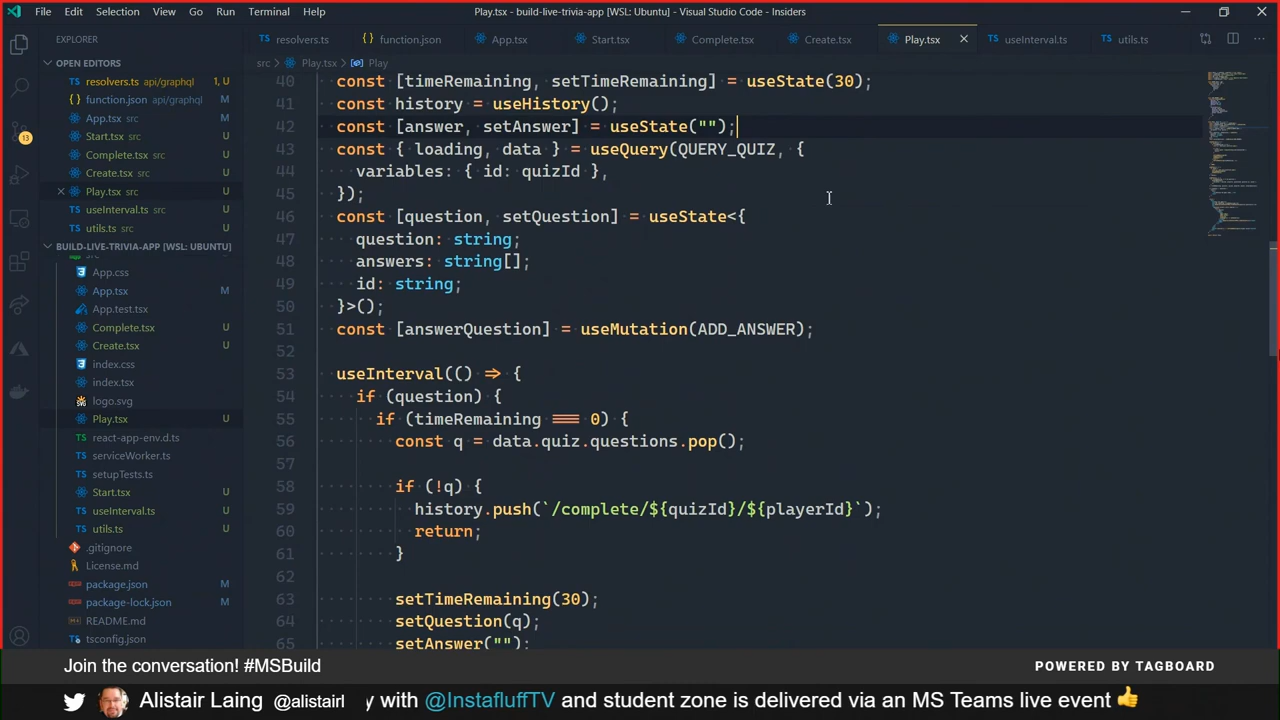 File Edit Selection View Go Run Terminal Help
Play.tsx - build-live-trivia-app [WSL: Ubuntu] - Visual Studio Code - Insiders
EXPLORER
OPEN EDITORS
resolvers.ts api/graphql 1, U
function.json api/graphql M
App.tsx src M
Start.tsx src U
Complete.tsx src U
Create.tsx src U
Play.tsx src U
useInterval.ts src U
utils.ts src U
BUILD-LIVE-TRIVIA-APP [WSL: UBUNTU]
src
App.css
App.tsx M
App.test.tsx
Complete.tsx U
Create.tsx U
index.css
index.tsx
logo.svg
Play.tsx U
react-app-env.d.ts
serviceWorker.ts
setupTests.ts
Start.tsx U
useInterval.ts U
utils.ts U
.gitignore
License.md
package.json M
package-lock.json M
README.md
tsconfig.json
13
resolvers.ts function.json App.tsx Start.tsx Complete.tsx Create.tsx Play.tsx useInterval.ts utils.ts
src > Play.tsx > Play
40 const [timeRemaining, setTimeRemaining] = useState(30);
41 const history = useHistory();
42 const [answer, setAnswer] = useState("");
43 const { loading, data } = useQuery(QUERY_QUIZ, {
44 variables: { id: quizId },
45 });
46 const [question, setQuestion] = useState<{
47 question: string;
48 answers: string[];
49 id: string;
50 }>();
51 const [answerQuestion] = useMutation(ADD_ANSWER);
52
53 useInterval(() => {
54 if (question) {
55 if (timeRemaining === 0) {
56 const q = data.quiz.questions.pop();
57
58 if (!q) {
59 history.push(`/complete/${quizId}/${playerId}`);
60 return;
61 }
62
63 setTimeRemaining(30);
64 setQuestion(q);
65 setAnswer("");
Join the conversation! #MSBuild
POWERED BY TAGBOARD
Alistair Laing @alistairl y with @InstafluffTV and student zone is delivered via an MS Teams live event 👍